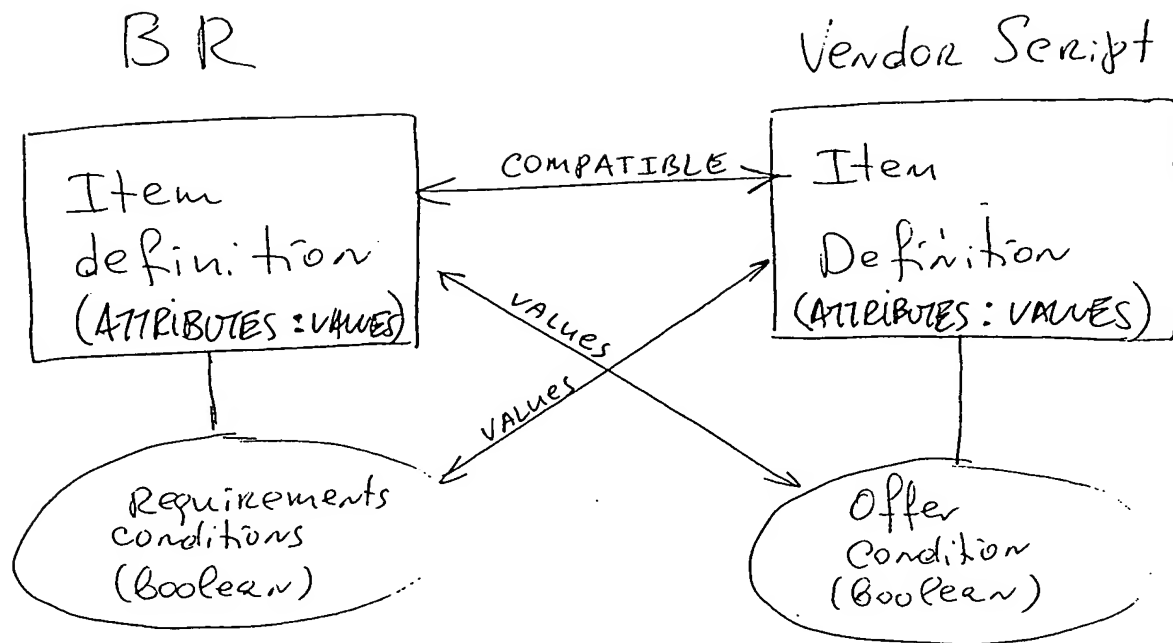 BR
Vendor Script
COMPATIBLE
Item
definition
(ATTRIBUTES : VALUES)
Item
Definition
(ATTRIBUTES : VALUES)
VALUES
VALUES
Requirements
conditions
(Boolean)
Offer
Condition
(Boolean)